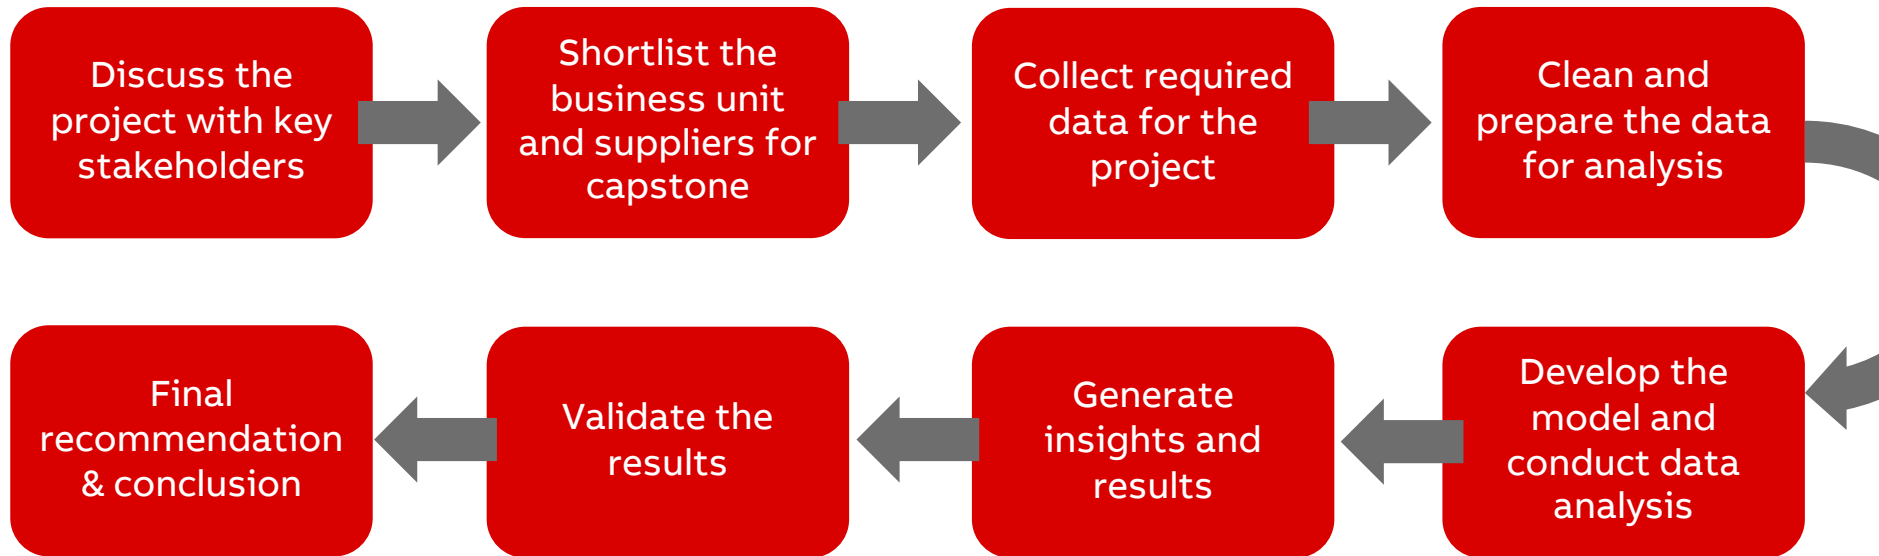 Discuss the
project with key
stakeholders
Shortlist the
business unit
and suppliers for
capstone
Collect required
data for the
project
Clean and
prepare the data
for analysis
Develop the
model and
conduct data
analysis
Generate
insights and
results
Validate the
results
Final
recommendation
& conclusion